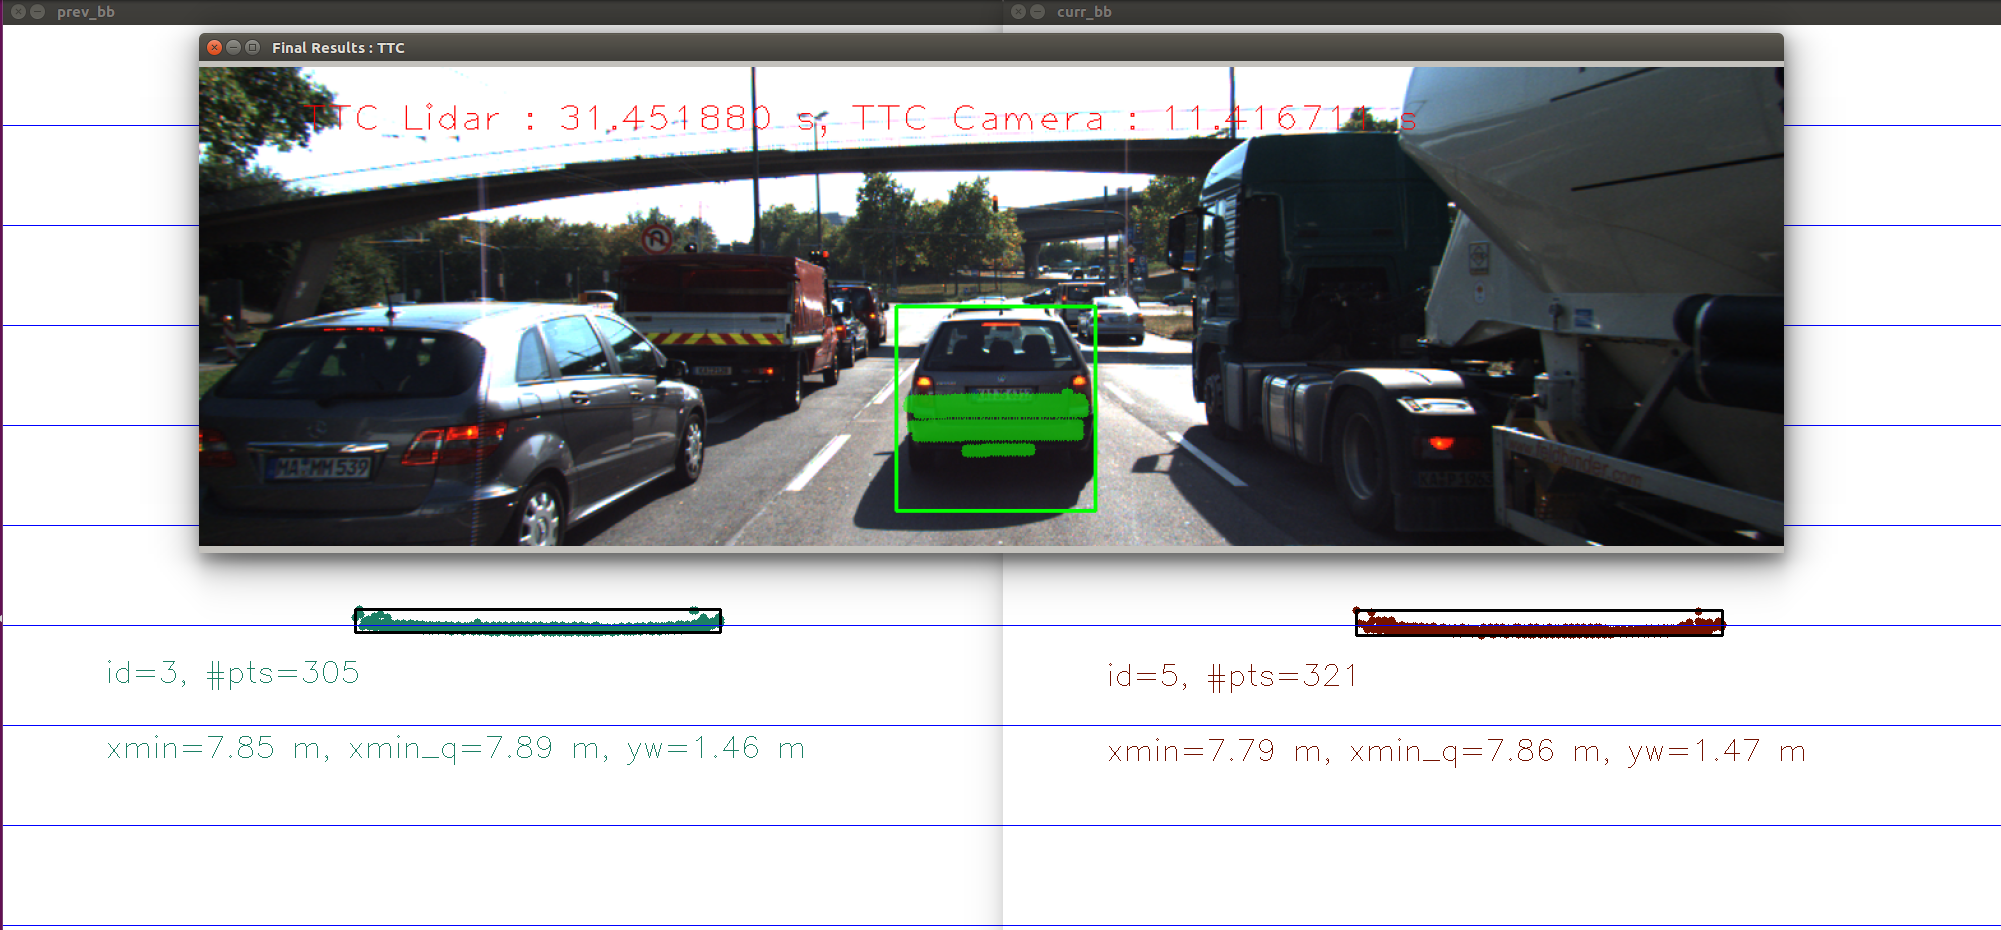 prev_bb
curr_bb
Final Results : TTC
TTC Lidar : 31.451880 s, TTC Camera : 11.416711 s
MA MM 539
id=3, #pts=305
xmin=7.85 m, xmin_q=7.89 m, yw=1.46 m
id=5, #pts=321
xmin=7.79 m, xmin_q=7.86 m, yw=1.47 m